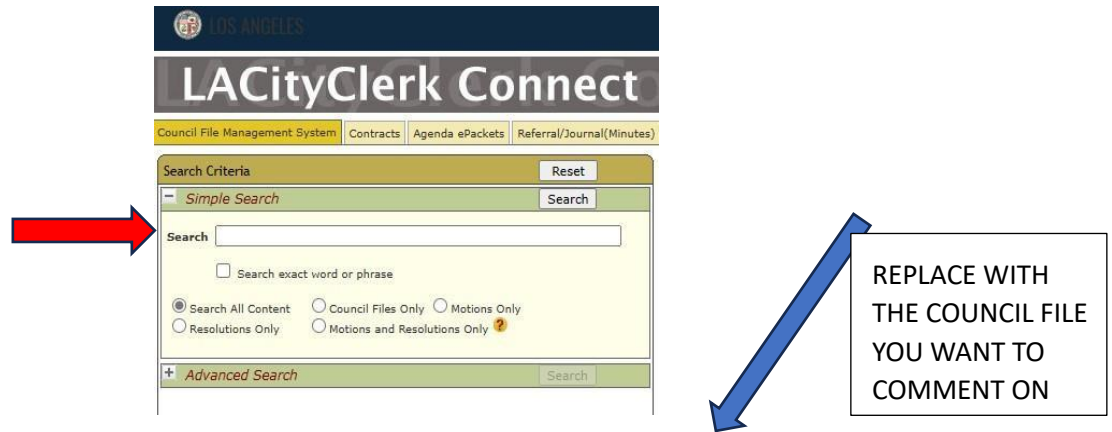 LOS ANGELES
LACityClerk Connect
Council File Management System Contracts Agenda ePackets Referral/Journal(Minutes)
Search Criteria Reset
Simple Search Search
Search
Search exact word or phrase
Search All Content Council Files Only Motions Only
Resolutions Only Motions and Resolutions Only ?
Advanced Search Search
REPLACE WITH
THE COUNCIL FILE
YOU WANT TO
COMMENT ON